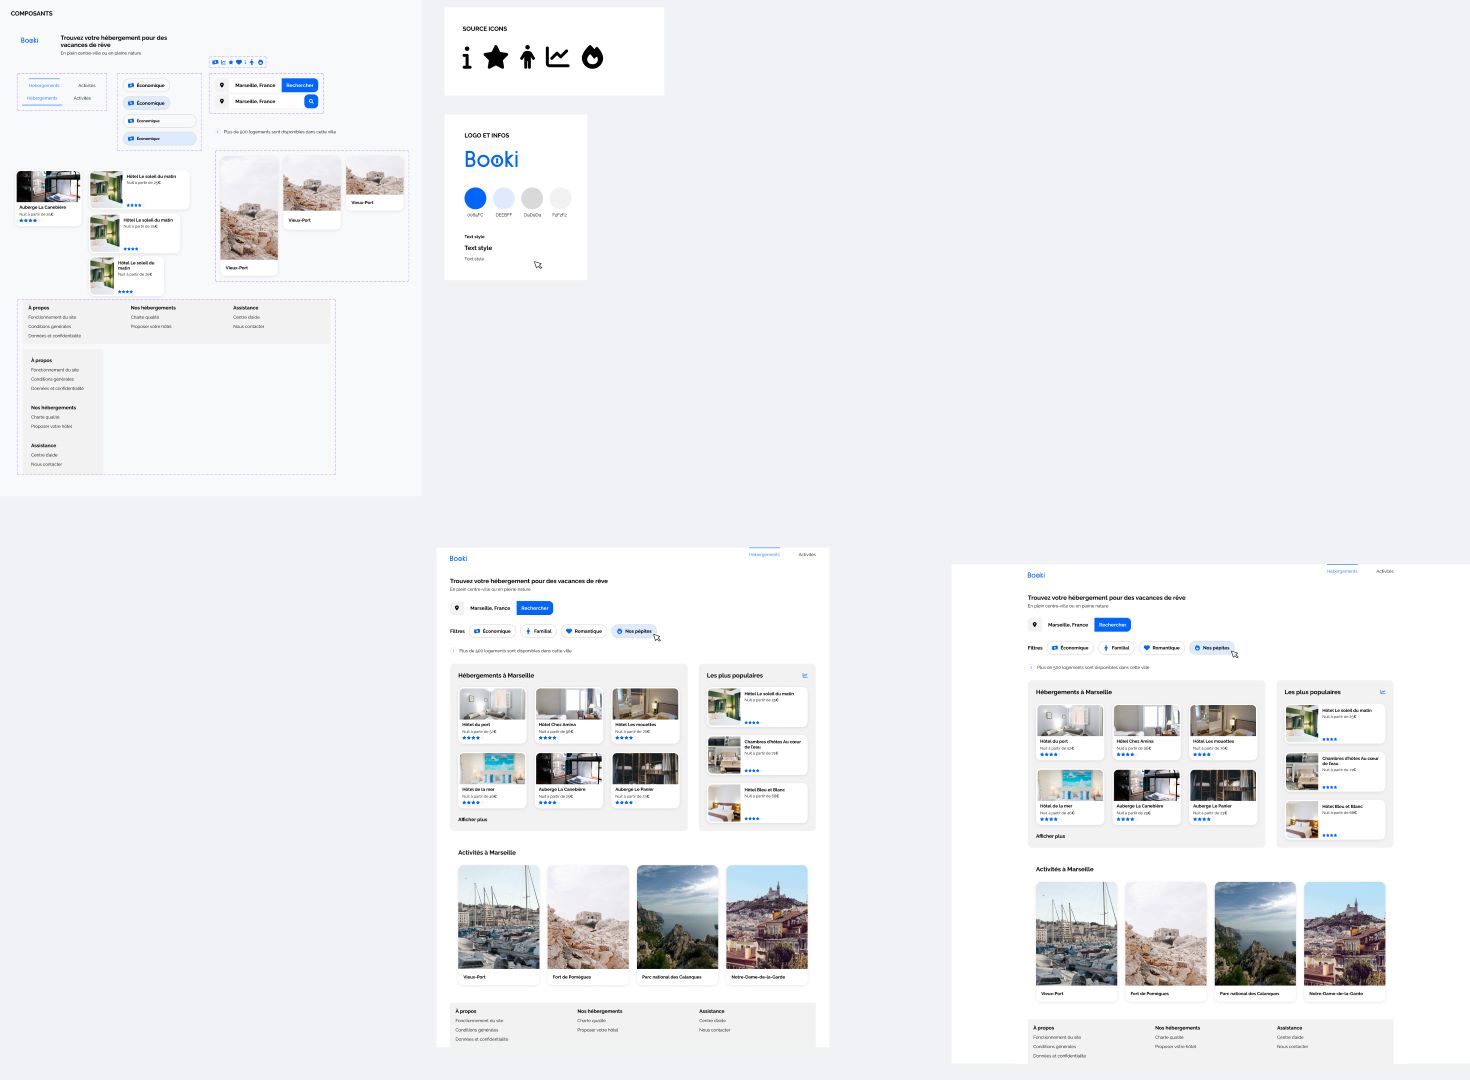 COMPOSANTS
Booki
Trouvez votre hébergement pour des
vacances de rêve
En plein centre-ville ou en pleine nature
Hébergements Activités
Hébergements Activités
Économique
Économique
Économique
Économique
Marseille, France Rechercher
Marseille, France
Plus de 500 logements sont disponibles dans cette ville
Auberge La Canebière
Nuit à partir de 25€
Hôtel Le soleil du matin
Nuit à partir de
Hôtel Le soleil du matin
Nuit à partir de
Hôtel Le soleil du
matin
Nuit à partir de
Vieux-Port
Vieux-Port
Vieux-Port
À propos
Fonctionnement du site
Conditions générales
Données et confidentialité
Nos hébergements
Charte qualité
Proposer votre hôtel
Assistance
Centre d'aide
Nous contacter
À propos
Fonctionnement du site
Conditions générales
Données et confidentialité
Nos hébergements
Charte qualité
Proposer votre hôtel
Assistance
Centre d'aide
Nous contacter
SOURCE ICONS
LOGO ET INFOS
Booki
0065FC DEEBFF D9D9D9 F2F2F2
Text style
Text style
Text style
Booki
Hébergements Activités
Trouvez votre hébergement pour des vacances de rêve
En plein centre-ville ou en pleine nature
Marseille, France Rechercher
Filtres Économique Familial Romantique Nos pépites
Plus de 500 logements sont disponibles dans cette ville
Hébergements à Marseille
Hôtel du port
Nuit à partir de 52€
Hôtel Chez Amina
Nuit à partir de
Hôtel Les mouettes
Nuit à partir de
Hôtel de la mer
Nuit à partir de
Auberge La Canebière
Nuit à partir de 25€
Auberge Le Panier
Nuit à partir de 23€
Afficher plus
Les plus populaires
Hôtel Le soleil du matin
Nuit à partir de
Chambres d'hôtes Au cœur
de l'eau
Nuit à partir de 71€
Hôtel Bleu et Blanc
Nuit à partir de 68€
Activités à Marseille
Vieux-Port
Fort de Pomègues
Parc national des Calanques
Notre-Dame-de-la-Garde
À propos
Fonctionnement du site
Conditions générales
Données et confidentialité
Nos hébergements
Charte qualité
Proposer votre hôtel
Assistance
Centre d'aide
Nous contacter
Booki
Hébergements Activités
Trouvez votre hébergement pour des vacances de rêve
En plein centre-ville ou en pleine nature
Marseille, France Rechercher
Filtres Économique Familial Romantique Nos pépites
Plus de 500 logements sont disponibles dans cette ville
Hébergements à Marseille
Hôtel du port
Nuit à partir de 52€
Hôtel Chez Amina
Nuit à partir de
Hôtel Les mouettes
Nuit à partir de
Hôtel de la mer
Nuit à partir de
Auberge La Canebière
Nuit à partir de 25€
Auberge Le Panier
Nuit à partir de 23€
Afficher plus
Les plus populaires
Hôtel Le soleil du matin
Nuit à partir de
Chambres d'hôtes Au cœur
de l'eau
Nuit à partir de 71€
Hôtel Bleu et Blanc
Nuit à partir de 68€
Activités à Marseille
Vieux-Port
Fort de Pomègues
Parc national des Calanques
Notre-Dame-de-la-Garde
À propos
Fonctionnement du site
Conditions générales
Données et confidentialité
Nos hébergements
Charte qualité
Proposer votre hôtel
Assistance
Centre d'aide
Nous contacter